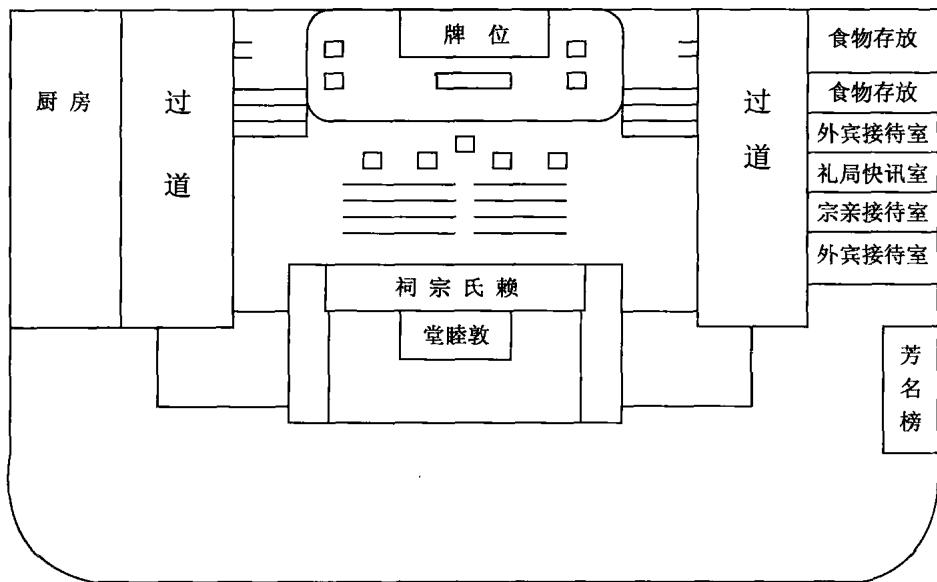 牌位
厨房
过道
过道
食物存放
食物存放
外宾接待室
礼局快讯室
宗亲接待室
外宾接待室
祠宗氏赖
堂睦敦
芳名榜